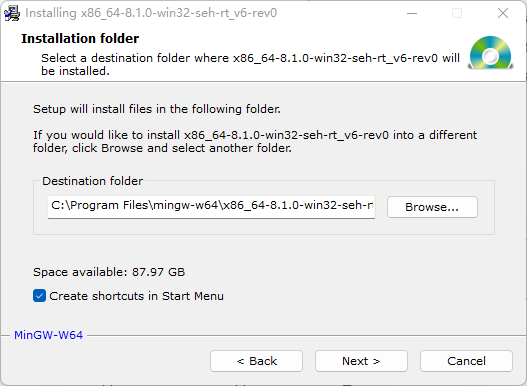 Installing x86_64-8.1.0-win32-seh-rt_v6-rev0
Installation folder
Select a destination folder where x86_64-8.1.0-win32-seh-rt_v6-rev0 will
be installed.
Setup will install files in the following folder.
If you would like to install x86_64-8.1.0-win32-seh-rt_v6-rev0 into a different
folder, click Browse and select another folder.
Destination folder
C:\Program Files\mingw-w64\x86_64-8.1.0-win32-seh-rt
Browse...
Space available: 87.97 GB
Create shortcuts in Start Menu
MinGW-W64
< Back
Next >
Cancel